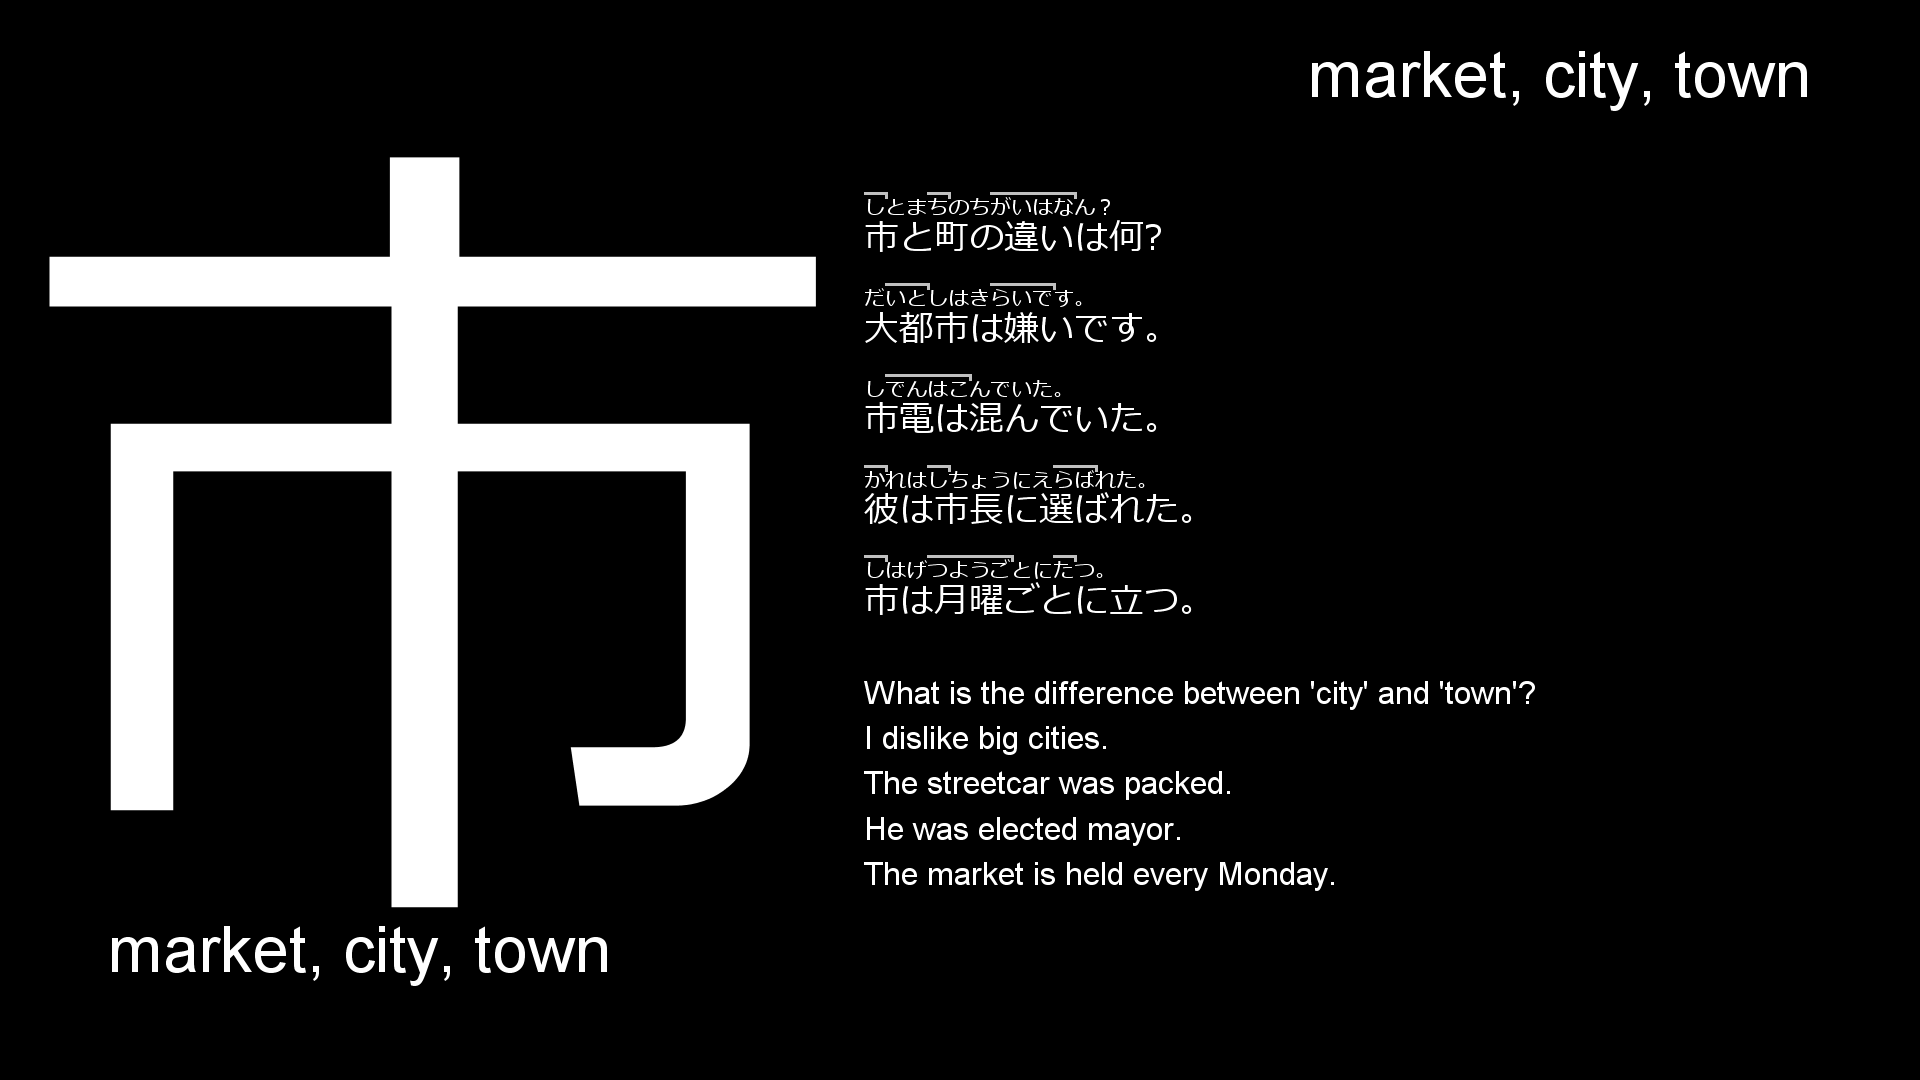 market, city, town
市
しとまちのちがいはなん？
市と町の違いは何?
だいとしはきらいです。
大都市は嫌いです。
しでんはこんでいた。
市電は混んでいた。
かれはしちょうにえらばれた。
彼は市長に選ばれた。
しはげつようごとにたつ。
市は月曜ごとに立つ。
What is the difference between 'city' and 'town'?
I dislike big cities.
The streetcar was packed.
He was elected mayor.
The market is held every Monday.
market, city, town